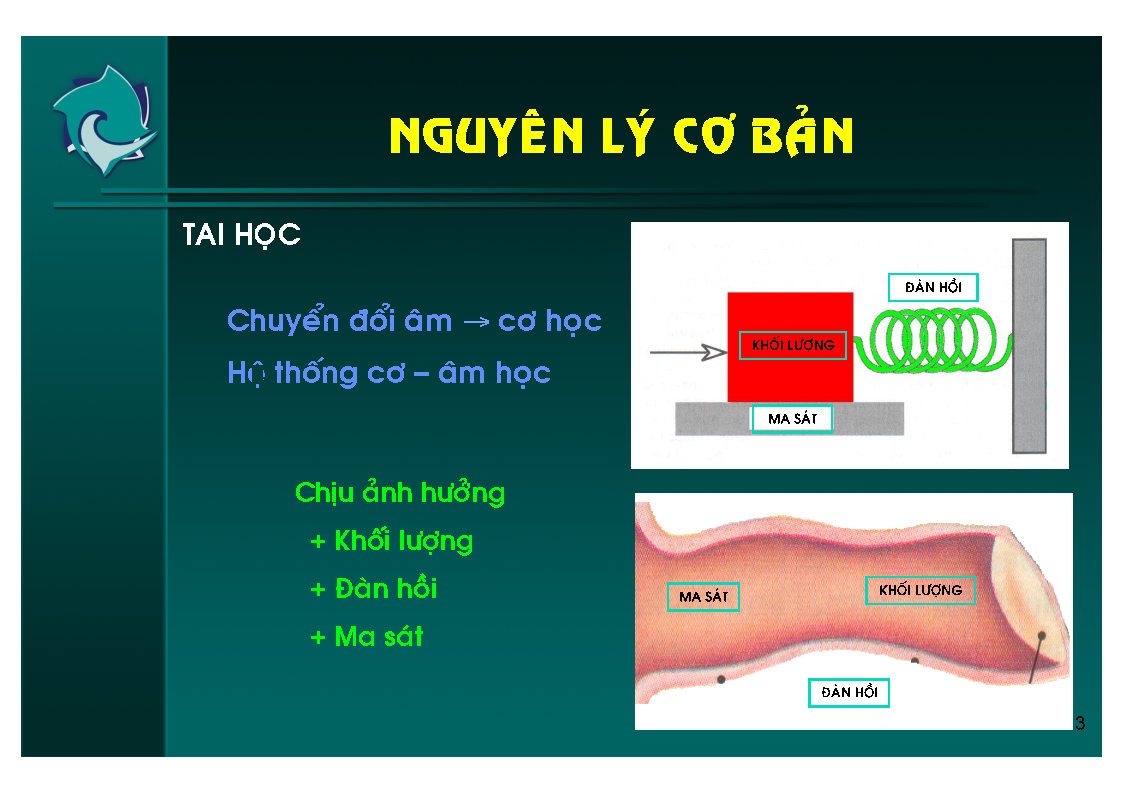 NGUYÊN LÝ CƠ BẢN
TAI HỌC
Chuyển đổi âm → cơ học
Hệ thống cơ – âm học
Chịu ảnh hưởng
+ Khối lượng
+ Đàn hồi
+ Ma sát
ĐÀN HỒI
KHỐI LƯƠNG
MA SÁT
MA SÁT
KHỐI LƯỢNG
ĐÀN HỒI
3